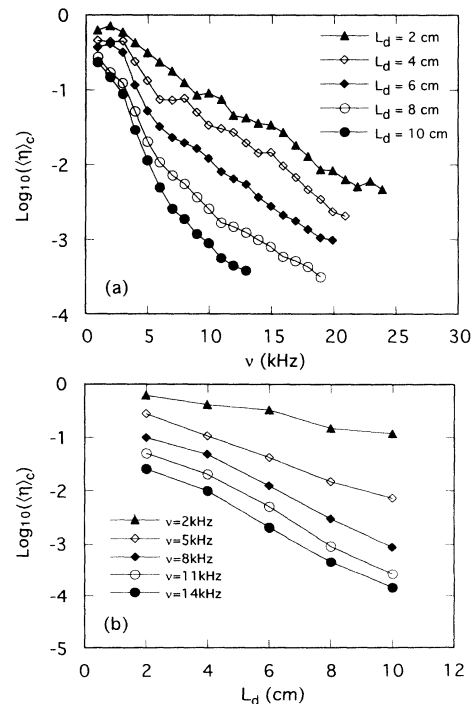 0
-1
-2
-3
-4
Log₁₀(⟨η⟩c)
L_d = 2 cm
L_d = 4 cm
L_d = 6 cm
L_d = 8 cm
L_d = 10 cm
(a)
0 5 10 15 20 25 30
ν (kHz)
0
-1
-2
-3
-4
-5
Log₁₀(⟨η⟩c)
ν=2kHz
ν=5kHz
ν=8kHz
ν=11kHz
ν=14kHz
(b)
0 2 4 6 8 10 12
L_d (cm)